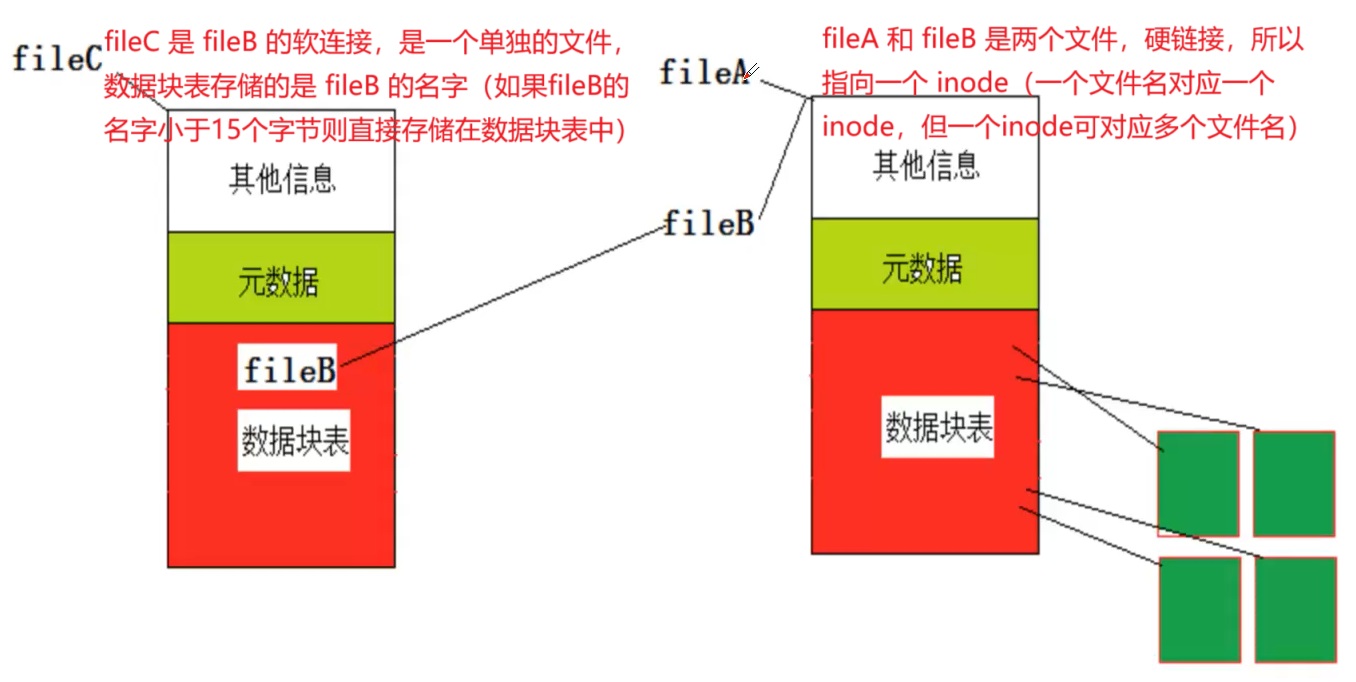 fileC
fileC 是 fileB 的软连接，是一个单独的文件，
数据块表存储的是 fileB 的名字（如果fileB的
名字小于15个字节则直接存储在数据块表中）
其他信息
元数据
fileB
数据块表
fileA
fileA 和 fileB 是两个文件，硬链接，所以
指向一个 inode（一个文件名对应一个
inode，但一个inode可对应多个文件名）
其他信息
fileB
元数据
数据块表